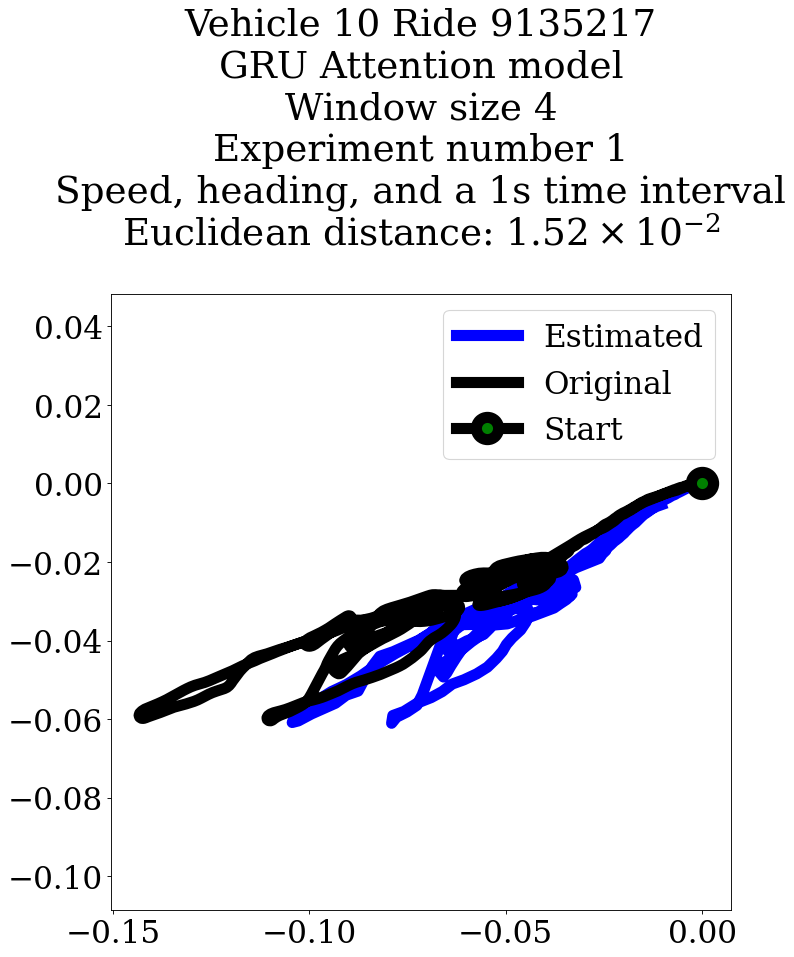 Vehicle 10 Ride 9135217
GRU Attention model
Window size 4
Experiment number 1
Speed, heading, and a 1s time interval
Euclidean distance: 1.52 × 10⁻²
Estimated
Original
Start
0.04
0.02
0.00
−0.02
−0.04
−0.06
−0.08
−0.10
−0.15
−0.10
−0.05
0.00